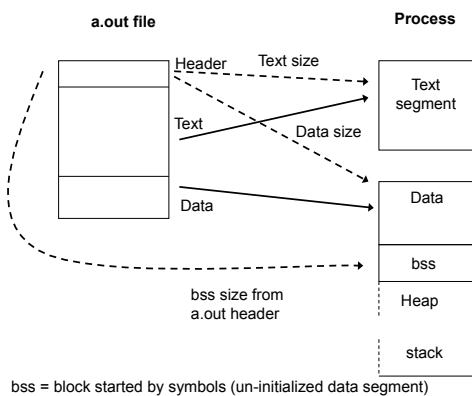 a.out file
Process
Header
Text size
Text
segment
Text
Data size
Data
Data
bss
bss size from
a.out header
Heap
stack
bss = block started by symbols (un-initialized data segment)